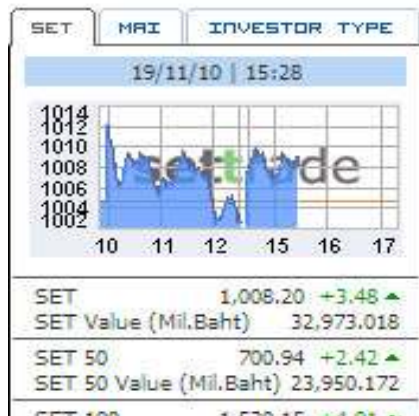 SET MAI INVESTOR TYPE
19/11/10 | 15:28
settrade
1014
1012
1010
1008
1006
1004
1002
10 11 12 15 16 17
SET 1,008.20 +3.48 ▲
SET Value (Mil.Baht) 32,973.018
SET 50 700.94 +2.42 ▲
SET 50 Value (Mil.Baht) 23,950.172